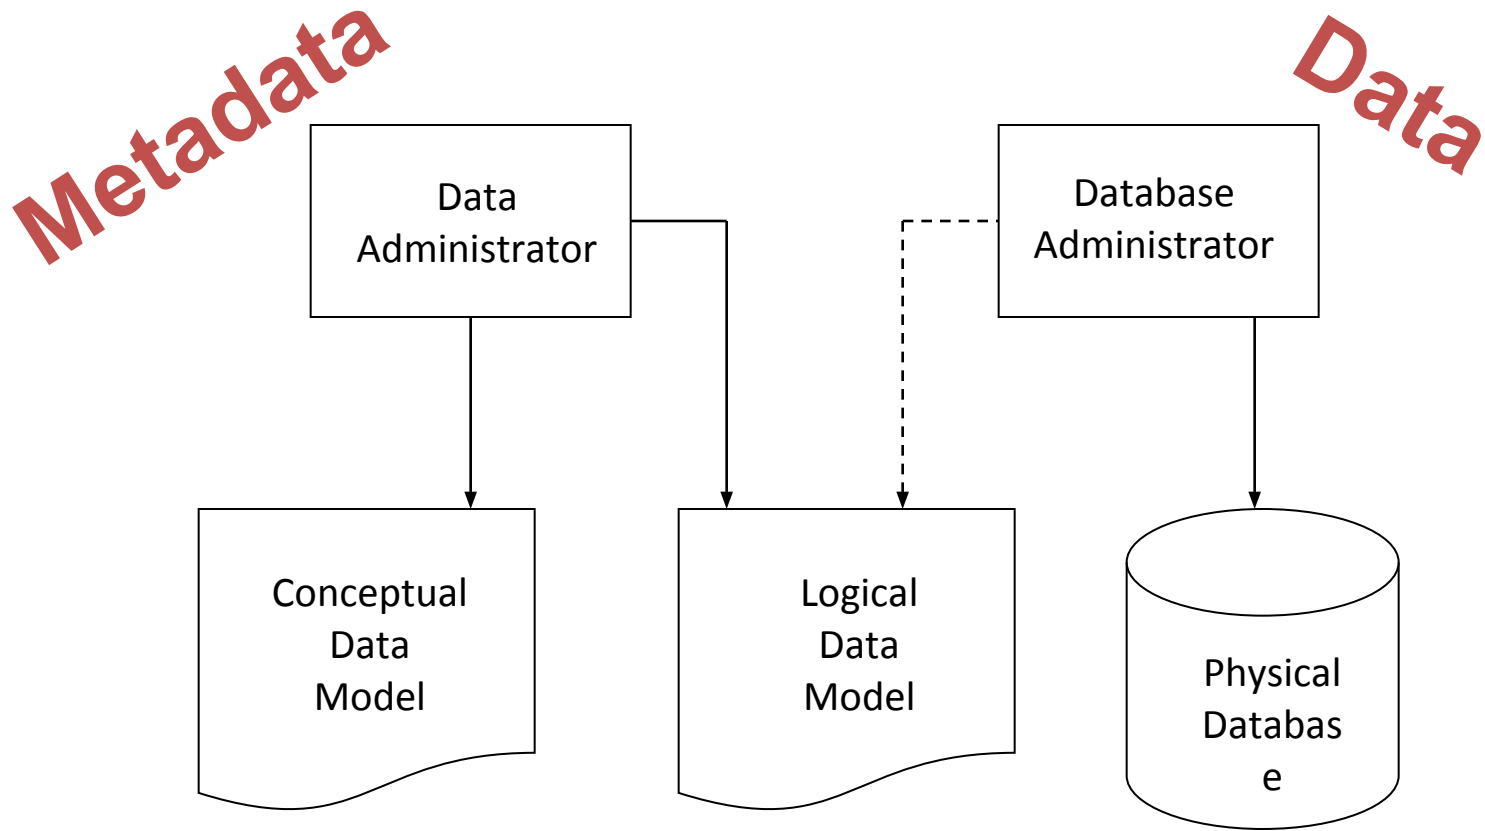 Metadata
Data
Data
Administrator
Database
Administrator
Conceptual
Data
Model
Logical
Data
Model
Physical
Databas
e